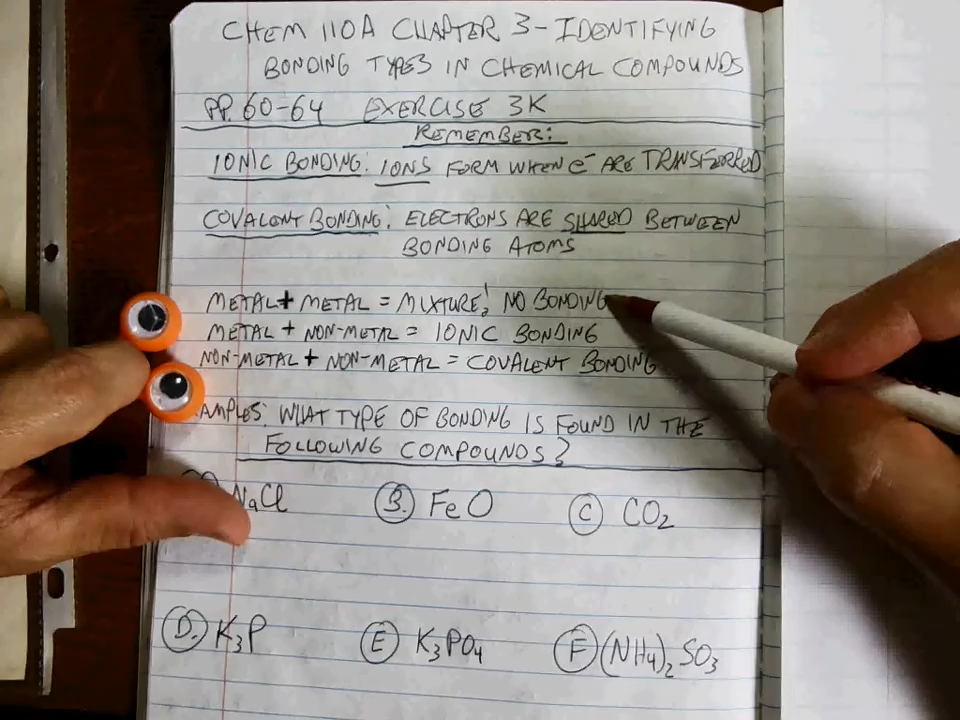 CHEM 110A CHAPTER 3 - IDENTIFYING
BONDING TYPES IN CHEMICAL COMPOUNDS
PP. 60-64 EXERCISE 3K
REMEMBER:
IONIC BONDING: IONS FORM WHEN e⁻ ARE TRANSFERRED
COVALENT BONDING: ELECTRONS ARE SHARED BETWEEN
BONDING ATOMS
METAL + METAL = MIXTURE; NO BONDING
METAL + NON-METAL = IONIC BONDING
NON-METAL + NON-METAL = COVALENT BONDING
AMPLES: WHAT TYPE OF BONDING IS FOUND IN THE
FOLLOWING COMPOUNDS?
NaCl B. FeO C CO₂
D. K₃P E K₃PO₄ F (NH₄)₂SO₃